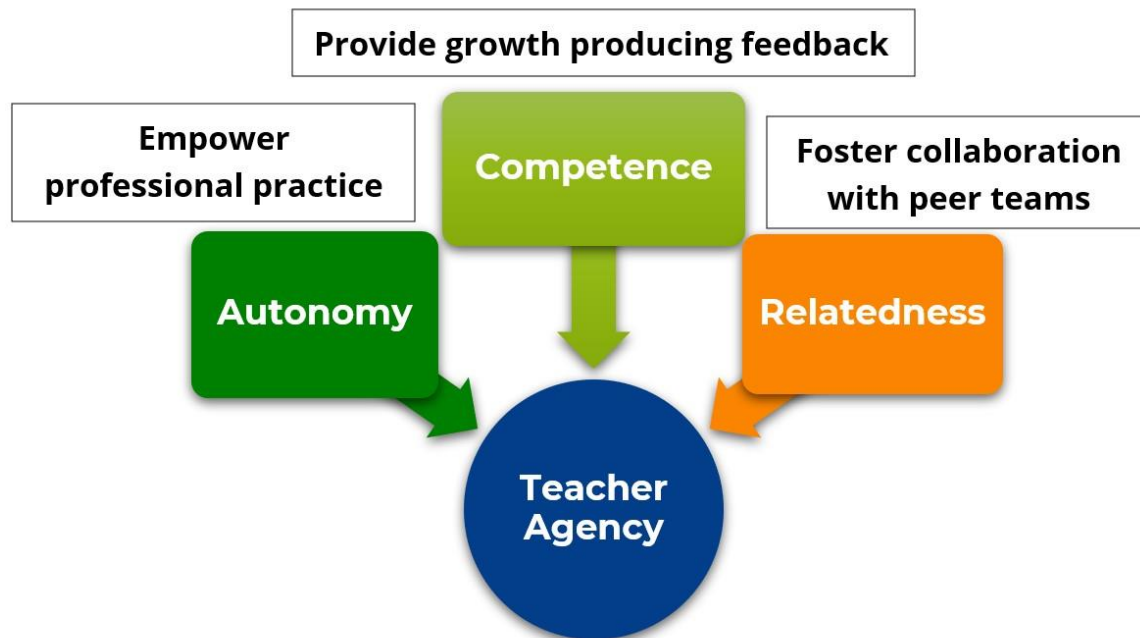 Provide growth producing feedback
Empower
professional practice
Competence
Foster collaboration
with peer teams
Autonomy
Relatedness
Teacher
Agency